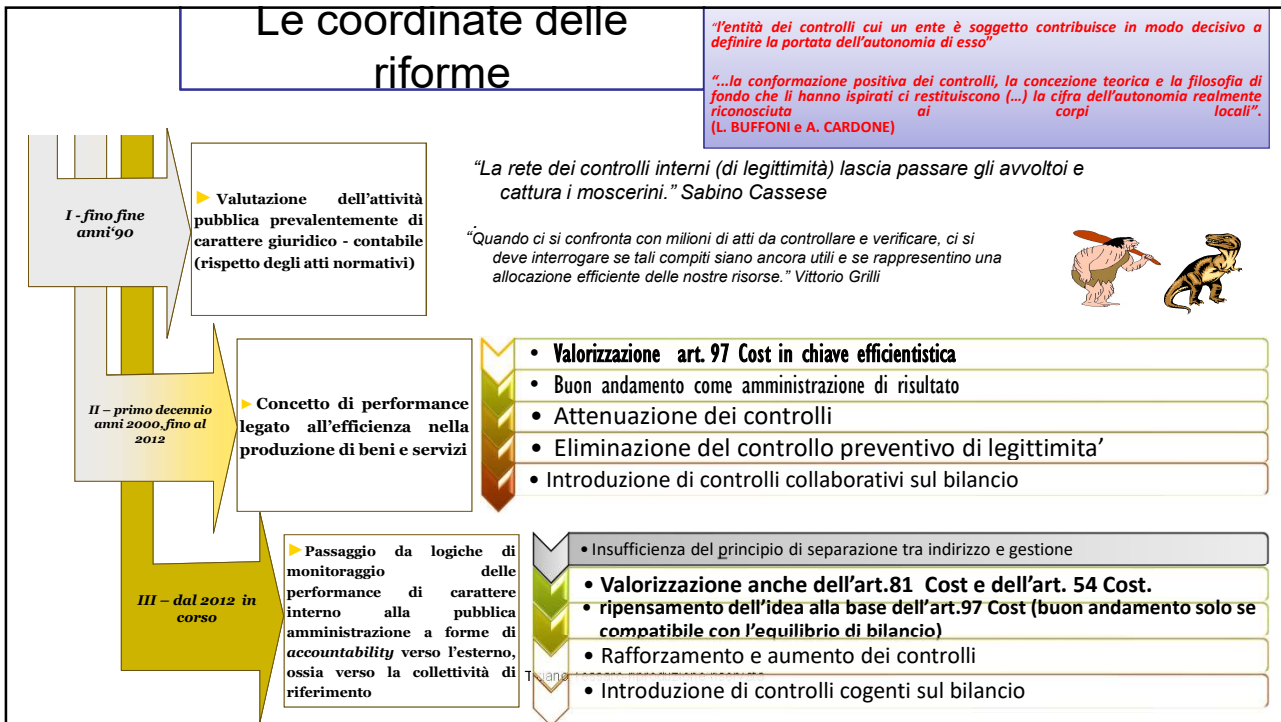 Le coordinate delle
riforme
“l’entità dei controlli cui un ente è soggetto contribuisce in modo decisivo a
definire la portata dell’autonomia di esso”
“...la conformazione positiva dei controlli, la concezione teorica e la filosofia di
fondo che li hanno ispirati ci restituiscono (...) la cifra dell’autonomia realmente
riconosciuta ai corpi locali”.
(L. BUFFONI e A. CARDONE)
“La rete dei controlli interni (di legittimità) lascia passare gli avvoltoi e
cattura i moscerini.” Sabino Cassese
“Quando ci si confronta con milioni di atti da controllare e verificare, ci si
deve interrogare se tali compiti siano ancora utili e se rappresentino una
allocazione efficiente delle nostre risorse.” Vittorio Grilli
I - fino fine
anni‘90
► Valutazione dell’attività
pubblica prevalentemente di
carattere giuridico - contabile
(rispetto degli atti normativi)
II – primo decennio
anni 2000, fino al
2012
► Concetto di performance
legato all’efficienza nella
produzione di beni e servizi
• Valorizzazione art. 97 Cost in chiave efficientistica
• Buon andamento come amministrazione di risultato
• Attenuazione dei controlli
• Eliminazione del controllo preventivo di legittimita’
• Introduzione di controlli collaborativi sul bilancio
III – dal 2012 in
corso
► Passaggio da logiche di
monitoraggio delle
performance di carattere
interno alla pubblica
amministrazione a forme di
accountability verso l’esterno,
ossia verso la collettività di
riferimento
• Insufficienza del principio di separazione tra indirizzo e gestione
• Valorizzazione anche dell’art.81 Cost e dell’art. 54 Cost.
• ripensamento dell’idea alla base dell’art.97 Cost (buon andamento solo se
compatibile con l’equilibrio di bilancio)
• Rafforzamento e aumento dei controlli
• Introduzione di controlli cogenti sul bilancio